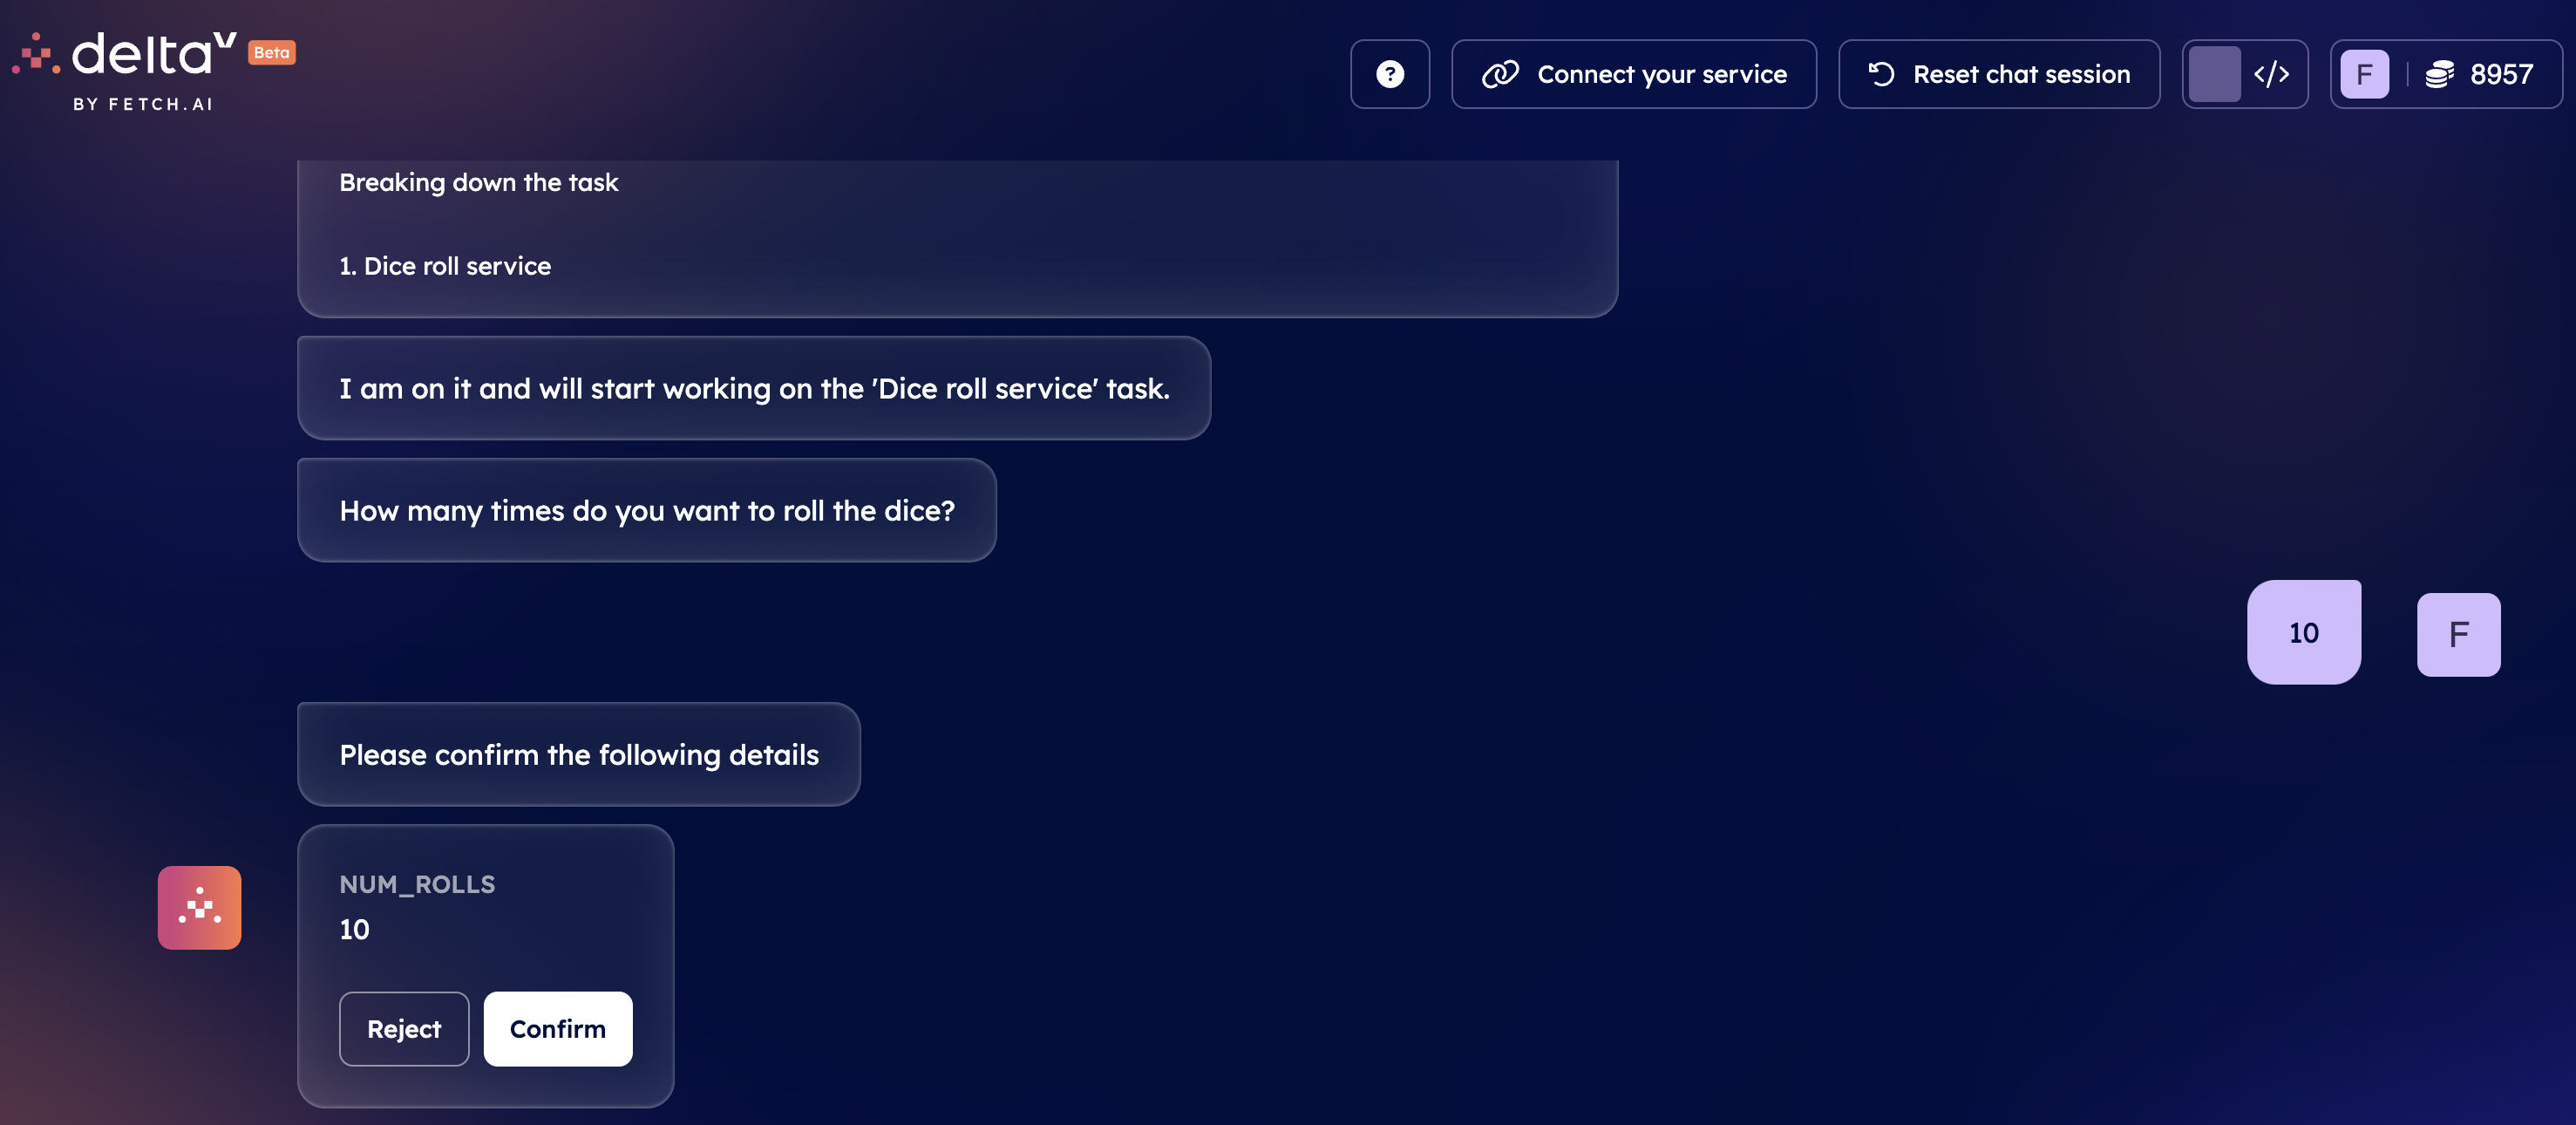 deltaV Beta
BY FETCH.AI
? Connect your service Reset chat session </> F 8957
Breaking down the task
1. Dice roll service
I am on it and will start working on the 'Dice roll service' task.
How many times do you want to roll the dice?
10 F
Please confirm the following details
NUM_ROLLS
10
Reject Confirm